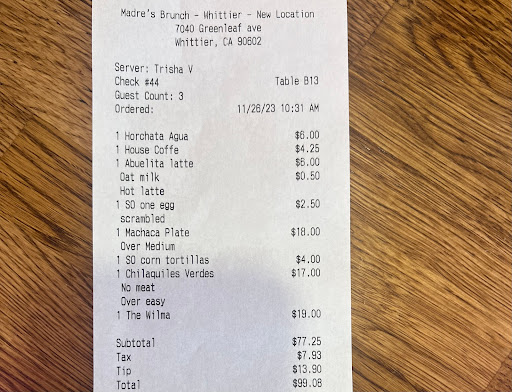 Madre's Brunch - Whittier - New Location
7040 Greenleaf ave
Whittier, CA 90602
Server: Trisha V
Check #44 Table B13
Guest Count: 3
Ordered: 11/26/23 10:31 AM
1 Horchata Agua $6.00
1 House Coffe $4.25
1 Abuelita latte $6.00
Oat milk $0.50
Hot latte
1 SO one egg $2.50
scrambled
1 Machaca Plate $18.00
Over Medium
1 SO corn tortillas $4.00
1 Chilaquiles Verdes $17.00
No meat
Over easy
1 The Wilma $19.00
Subtotal $77.25
Tax $7.93
Tip $13.90
Total $99.08